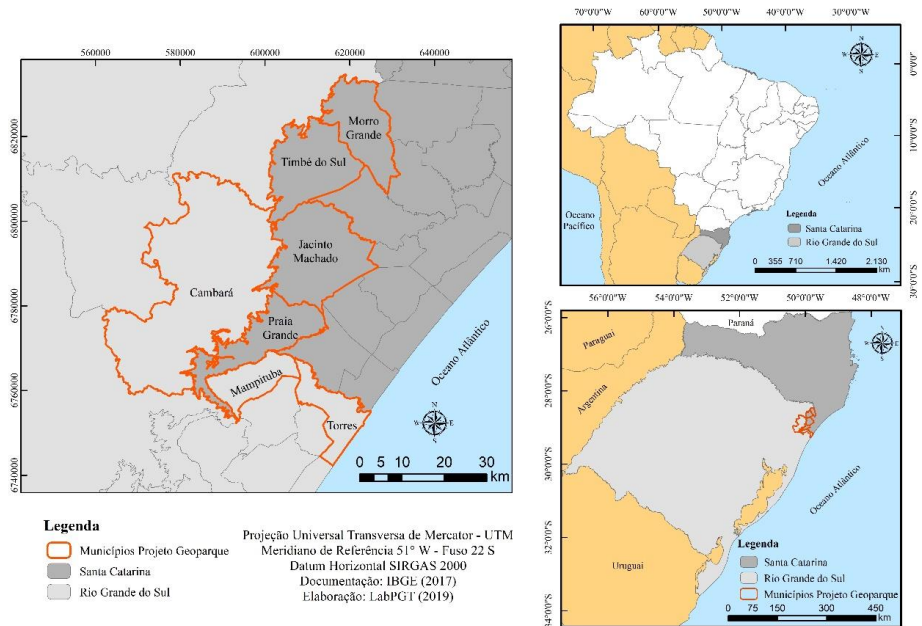 560000 580000 600000 620000 640000
6820000
6800000
6780000
6760000
6740000
Morro
Grande
Timbé do Sul
Jacinto
Machado
Cambará
Praia
Grande
Mampituba
Torres
Oceano Atlântico
N
W E
S
0 5 10 20 30
km
Legenda
Municípios Projeto Geoparque
Santa Catarina
Rio Grande do Sul
Projeção Universal Transversa de Mercator - UTM
Meridiano de Referência 51° W - Fuso 22 S
Datum Horizontal SIRGAS 2000
Documentação: IBGE (2017)
Elaboração: LabPGT (2019)
70°0'0"W 60°0'0"W 50°0'0"W 40°0'0"W 30°0'0"W
0°0'0"
10°0'0"S
20°0'0"S
30°0'0"S
N
W E
S
Oceano Atlântico
Oceano
Pacífico
Legenda
Santa Catarina
Rio Grande do Sul
0 355 710 1.420 2.130
km
56°0'0"W 54°0'0"W 52°0'0"W 50°0'0"W 48°0'0"W
26°0'0"S
28°0'0"S
30°0'0"S
32°0'0"S
34°0'0"S
Paraná
Paraguai
Argentina
Uruguai
Oceano Atlântico
N
W E
S
Legenda
Santa Catarina
Rio Grande do Sul
Municípios Projeto Geoparque
0 75 150 300 450
km